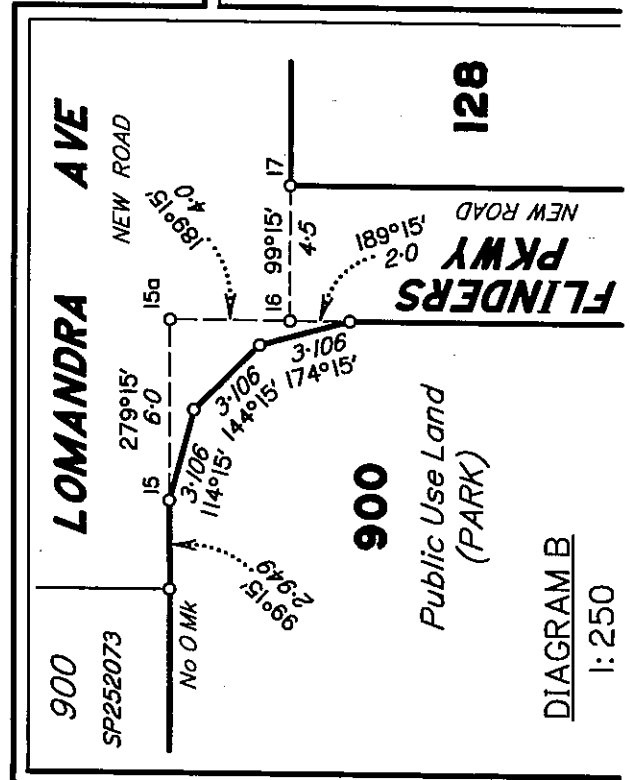 900
SP252073
LOMANDRA AVE
NEW ROAD
No O Mk
99°15'
2·949
15
279°15'
6·0
15a
189°15'
4·0
3·106
114°15'
3·106
144°15'
3·106
174°15'
16
99°15'
4·5
17
189°15'
2·0
128
FLINDERS
PKWY
NEW ROAD
900
Public Use Land
(PARK)
DIAGRAM B
1:250